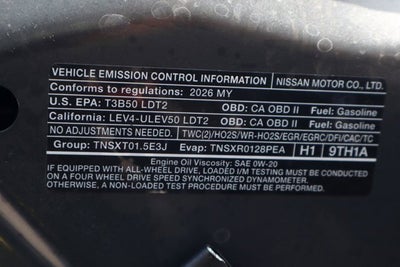 VEHICLE EMISSION CONTROL INFORMATION NISSAN MOTOR CO., LTD.
Conforms to regulations: 2026 MY
U.S. EPA: T3B50 LDT2 OBD: CA OBD II Fuel: Gasoline
California: LEV4-ULEV50 LDT2 OBD: CA OBD II Fuel: Gasoline
NO ADJUSTMENTS NEEDED. TWC(2)/HO2S/WR-HO2S/EGR/EGRC/DFI/CAC/TC
Group: TNSXT01.5E3J Evap: TNSXR0128PEA H1 9TH1A
Engine Oil Viscosity: SAE 0W-20
IF EQUIPPED WITH ALL-WHEEL DRIVE, LOADED I/M TESTING MUST BE CONDUCTED
ON A FOUR WHEEL DRIVE SPEED SYNCHRONIZED DYNAMOMETER.
OTHERWISE, A NON-LOADED TEST PROCEDURE MUST BE PERFORMED.